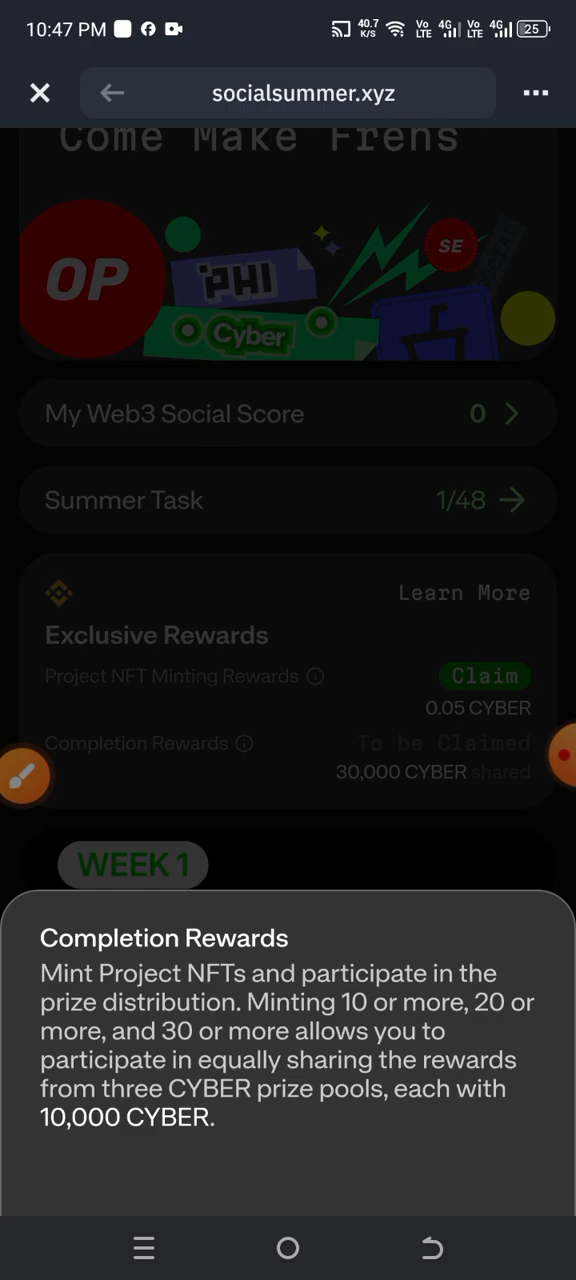 10:47 PM
40.7 K/S
Vo LTE 4G Vo LTE 4G 25
socialsummer.xyz
Come Make Frens
OP
PHI
SE
Cyber
My Web3 Social Score 0
Summer Task 1/48
Learn More
Exclusive Rewards
Project NFT Minting Rewards Claim
0.05 CYBER
Completion Rewards To be Claimed
30,000 CYBER shared
WEEK 1
Completion Rewards
Mint Project NFTs and participate in the
prize distribution. Minting 10 or more, 20 or
more, and 30 or more allows you to
participate in equally sharing the rewards
from three CYBER prize pools, each with
10,000 CYBER.